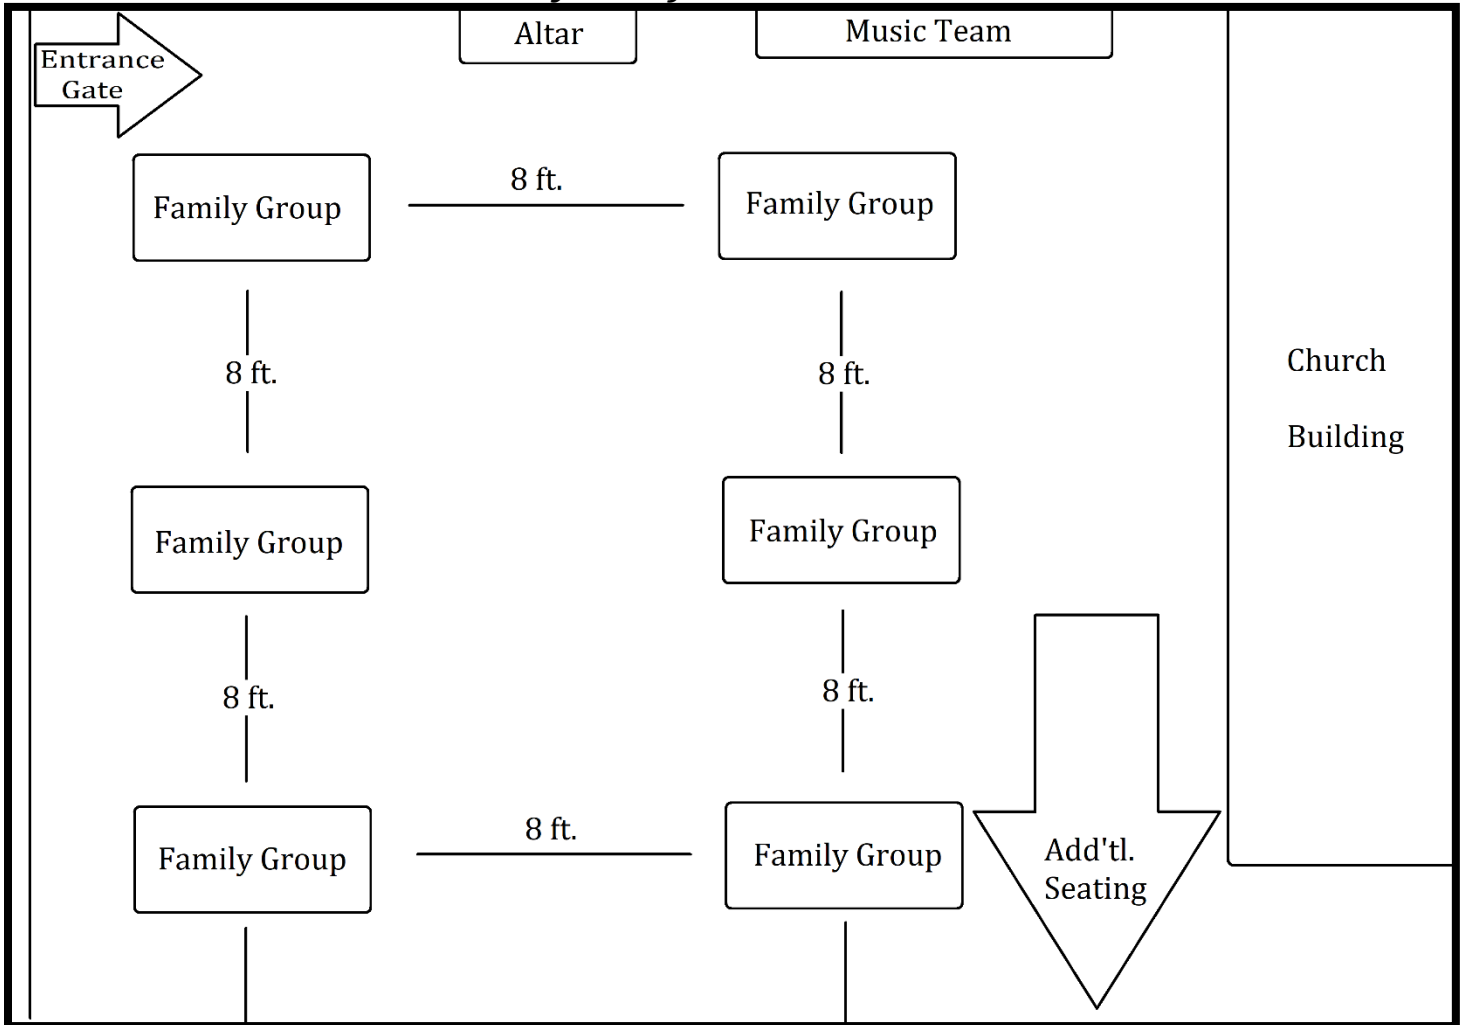 Altar
Music Team
Entrance
Gate
Family Group
8 ft.
Family Group
8 ft.
8 ft.
Church
Building
Family Group
Family Group
8 ft.
8 ft.
Family Group
8 ft.
Family Group
Add'tl.
Seating